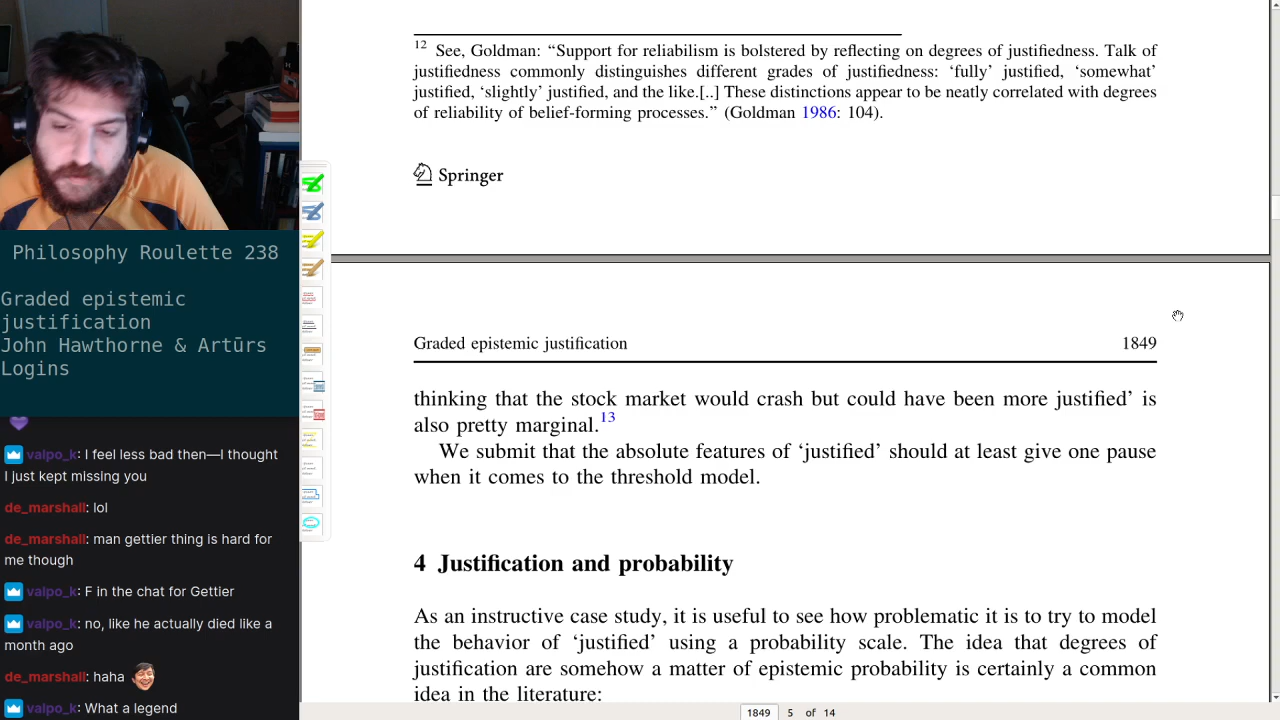 Philosophy Roulette 238
Graded epistemic
justification
John Hawthorne & Artūrs
Logins
valpo_k: I feel less bad then—I thought
I just kept missing you
de_marshall: lol
de_marshall: man gettier thing is hard for
me though
valpo_k: F in the chat for Gettier
valpo_k: no, like he actually died like a
month ago
de_marshall: haha
valpo_k: What a legend
12 See, Goldman: “Support for reliabilism is bolstered by reflecting on degrees of justifiedness. Talk of
justifiedness commonly distinguishes different grades of justifiedness: ‘fully’ justified, ‘somewhat’
justified, ‘slightly’ justified, and the like.[..] These distinctions appear to be neatly correlated with degrees
of reliability of belief-forming processes.” (Goldman 1986: 104).
Springer
Graded epistemic justification 1849
thinking that the stock market would crash but could have been more justified’ is
also pretty marginal.13
We submit that the absolute features of ‘justified’ should at least give one pause
when it comes to the threshold model.
4 Justification and probability
As an instructive case study, it is useful to see how problematic it is to try to model
the behavior of ‘justified’ using a probability scale. The idea that degrees of
justification are somehow a matter of epistemic probability is certainly a common
idea in the literature:
1849 5 of 14